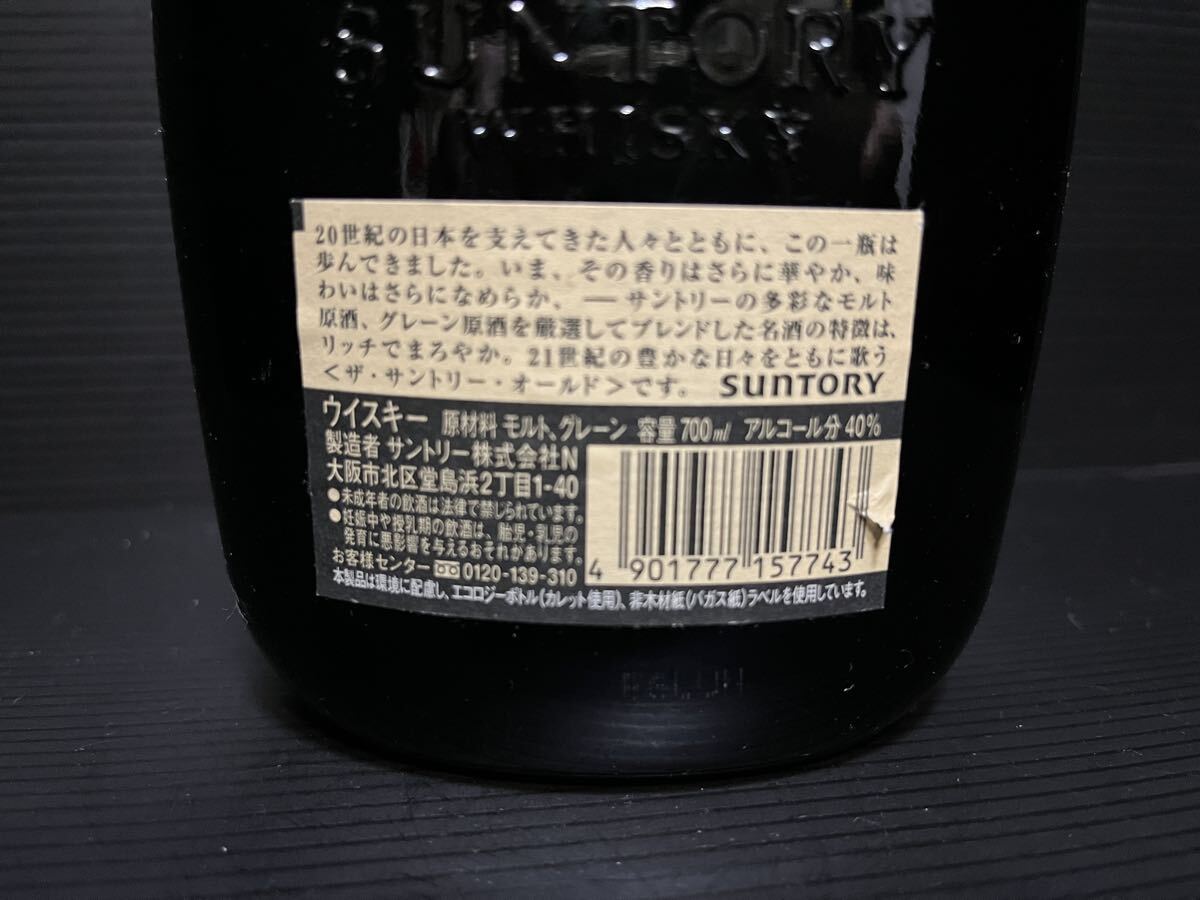 SUNTORY
WHISKY
20世紀の日本を支えてきた人々とともに、この一瓶は
歩んできました。いま、その香りはさらに華やか、味
わいはさらになめらか、―サントリーの多彩なモルト
原酒、グレーン原酒を厳選してブレンドした名酒の特徴は、
リッチでまろやか。21世紀の豊かな日々をともに歌う
＜ザ・サントリー・オールド＞です。 SUNTORY
ウイスキー 原材料 モルト、グレーン 容量 700ml アルコール分 40%
製造者 サントリー株式会社N
大阪市北区堂島浜2丁目1-40
●未成年者の飲酒は法律で禁じられています。
●妊娠中や授乳期の飲酒は、胎児・乳児の
発育に悪影響を与えるおそれがあります。
お客様センター 0120-139-310
4 901777 157743
本製品は環境に配慮し、エコロジーボトル(カレット使用)、非木材紙(バガス紙)ラベルを使用しています。